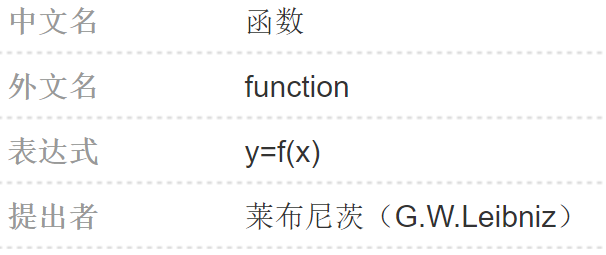 中文名 函数
外文名 function
表达式 y=f(x)
提出者 莱布尼茨（G.W.Leibniz）